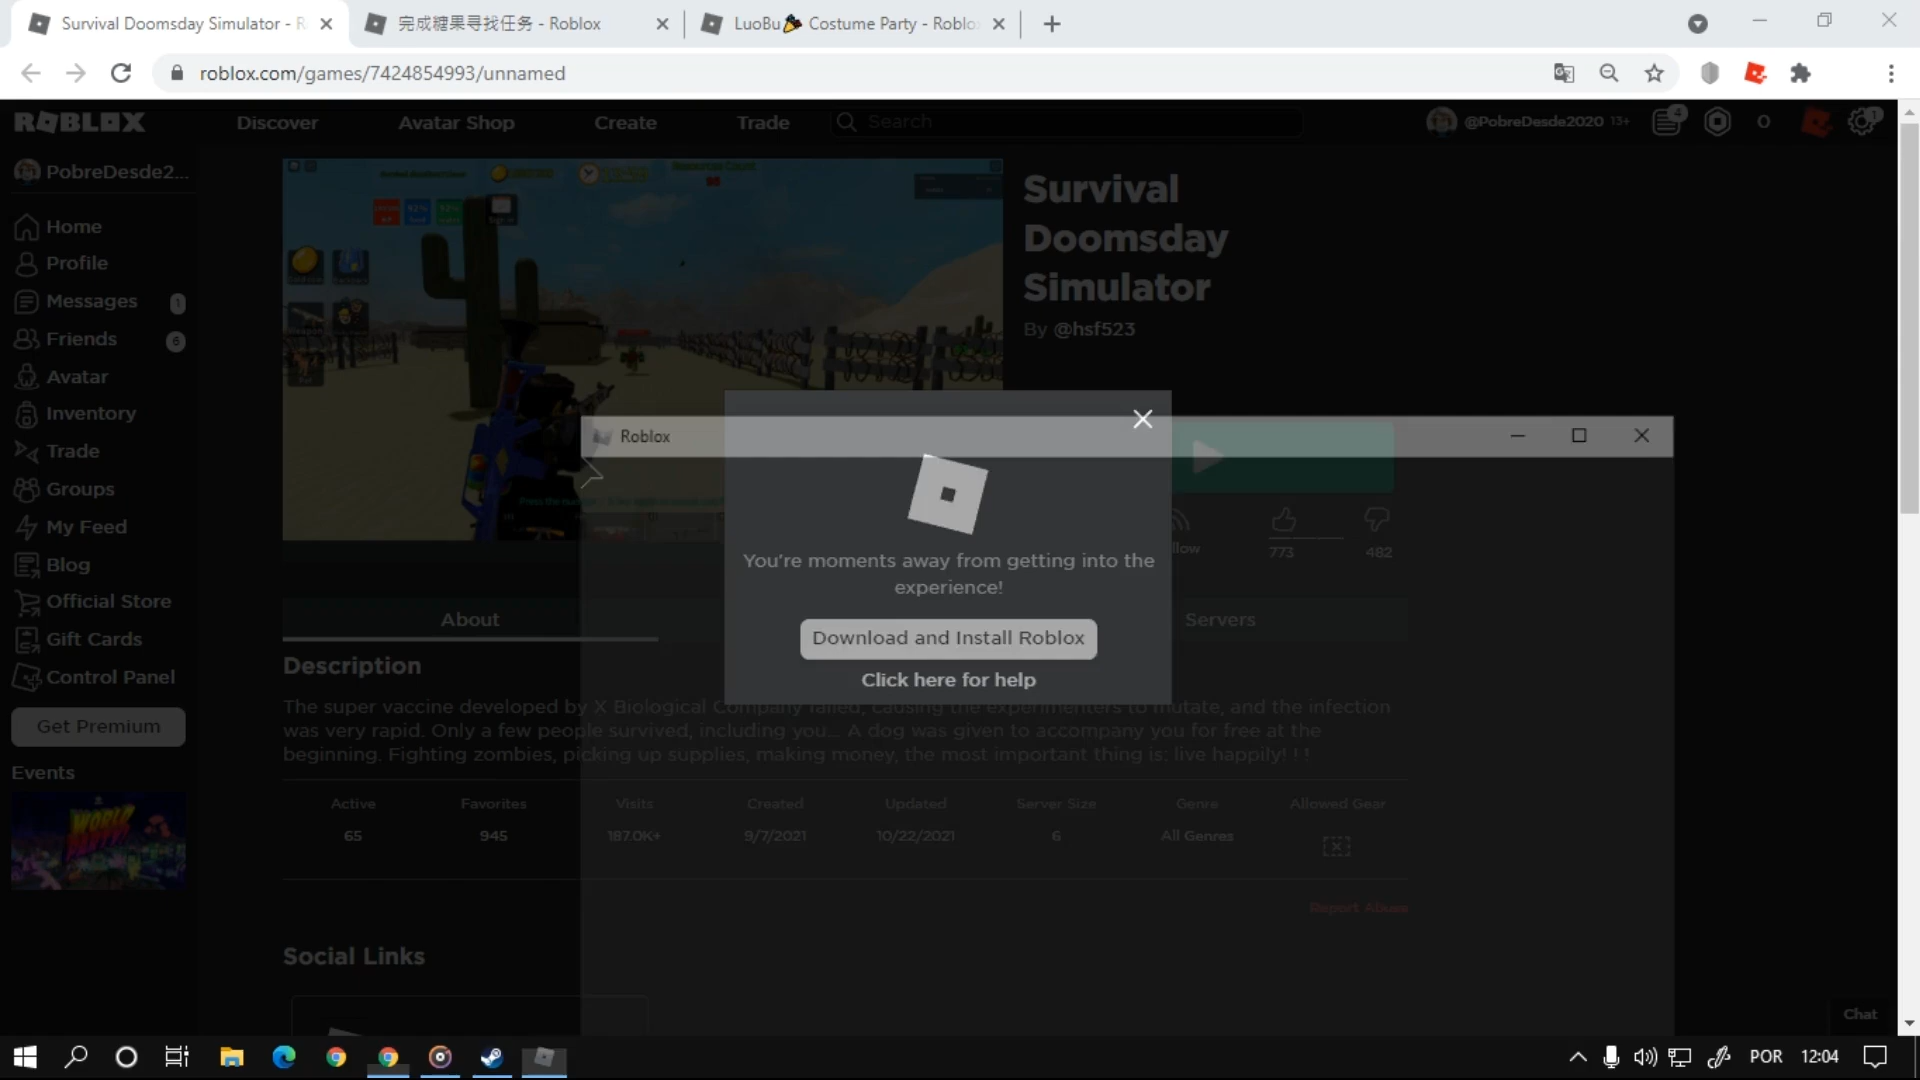 Survival Doomsday Simulator - R
完成糖果寻找任务 - Roblox
LuoBu Costume Party - Roblo
roblox.com/games/7424854993/unnamed
ROBLOX
Discover
Avatar Shop
Create
Trade
Search
@PobreDesde2020 13+
4
0
1
PobreDesde2...
Home
Profile
Messages 1
Friends 6
Avatar
Inventory
Trade
Groups
My Feed
Blog
Official Store
Gift Cards
Control Panel
Get Premium
Events
WORLD
Survival
Doomsday
Simulator
By @hsf523
Roblox
You're moments away from getting into the
experience!
Download and Install Roblox
Click here for help
llow
773
482
About
Servers
Description
The super vaccine developed by X Biological Company failed, causing the experimenters to mutate, and the infection
was very rapid. Only a few people survived, including you... A dog was given to accompany you for free at the
beginning. Fighting zombies, picking up supplies, making money, the most important thing is: live happily! ! !
Active
Favorites
Visits
Created
Updated
Server Size
Genre
Allowed Gear
65
945
187.0K+
9/7/2021
10/22/2021
6
All Genres
Report Abuse
Social Links
Chat
POR
12:04